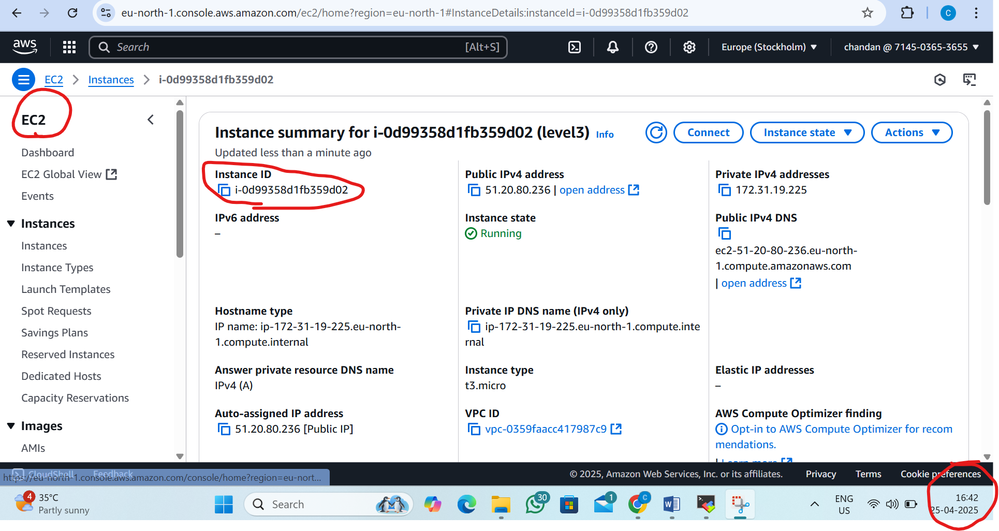 eu-north-1.console.aws.amazon.com/ec2/home?region=eu-north-1#InstanceDetails:instanceId=i-0d99358d1fb359d02
C
aws
Search
[Alt+S]
Europe (Stockholm)
chandan @ 7145-0365-3655
EC2
Instances
i-0d99358d1fb359d02
EC2
Dashboard
EC2 Global View
Events
Instances
Instances
Instance Types
Launch Templates
Spot Requests
Savings Plans
Reserved Instances
Dedicated Hosts
Capacity Reservations
Images
AMIs
Instance summary for i-0d99358d1fb359d02 (level3) Info
Updated less than a minute ago
Connect
Instance state
Actions
Instance ID
i-0d99358d1fb359d02
Public IPv4 address
51.20.80.236 | open address
Private IPv4 addresses
172.31.19.225
IPv6 address
–
Instance state
Running
Public IPv4 DNS
ec2-51-20-80-236.eu-north-
1.compute.amazonaws.com
| open address
Hostname type
IP name: ip-172-31-19-225.eu-north-
1.compute.internal
Private IP DNS name (IPv4 only)
ip-172-31-19-225.eu-north-1.compute.inte
rnal
Answer private resource DNS name
IPv4 (A)
Instance type
t3.micro
Elastic IP addresses
–
Auto-assigned IP address
51.20.80.236 [Public IP]
VPC ID
vpc-0359faacc417987c9
AWS Compute Optimizer finding
Opt-in to AWS Compute Optimizer for recom
mendations.
| Learn more
CloudShell
Feedback
https://eu-north-1.console.aws.amazon.com/console/home?region=eu-nort...
© 2025, Amazon Web Services, Inc. or its affiliates.
Privacy
Terms
Cookie preferences
4
35°C
Partly sunny
Search
30
1
C
W
ENG
US
16:42
25-04-2025